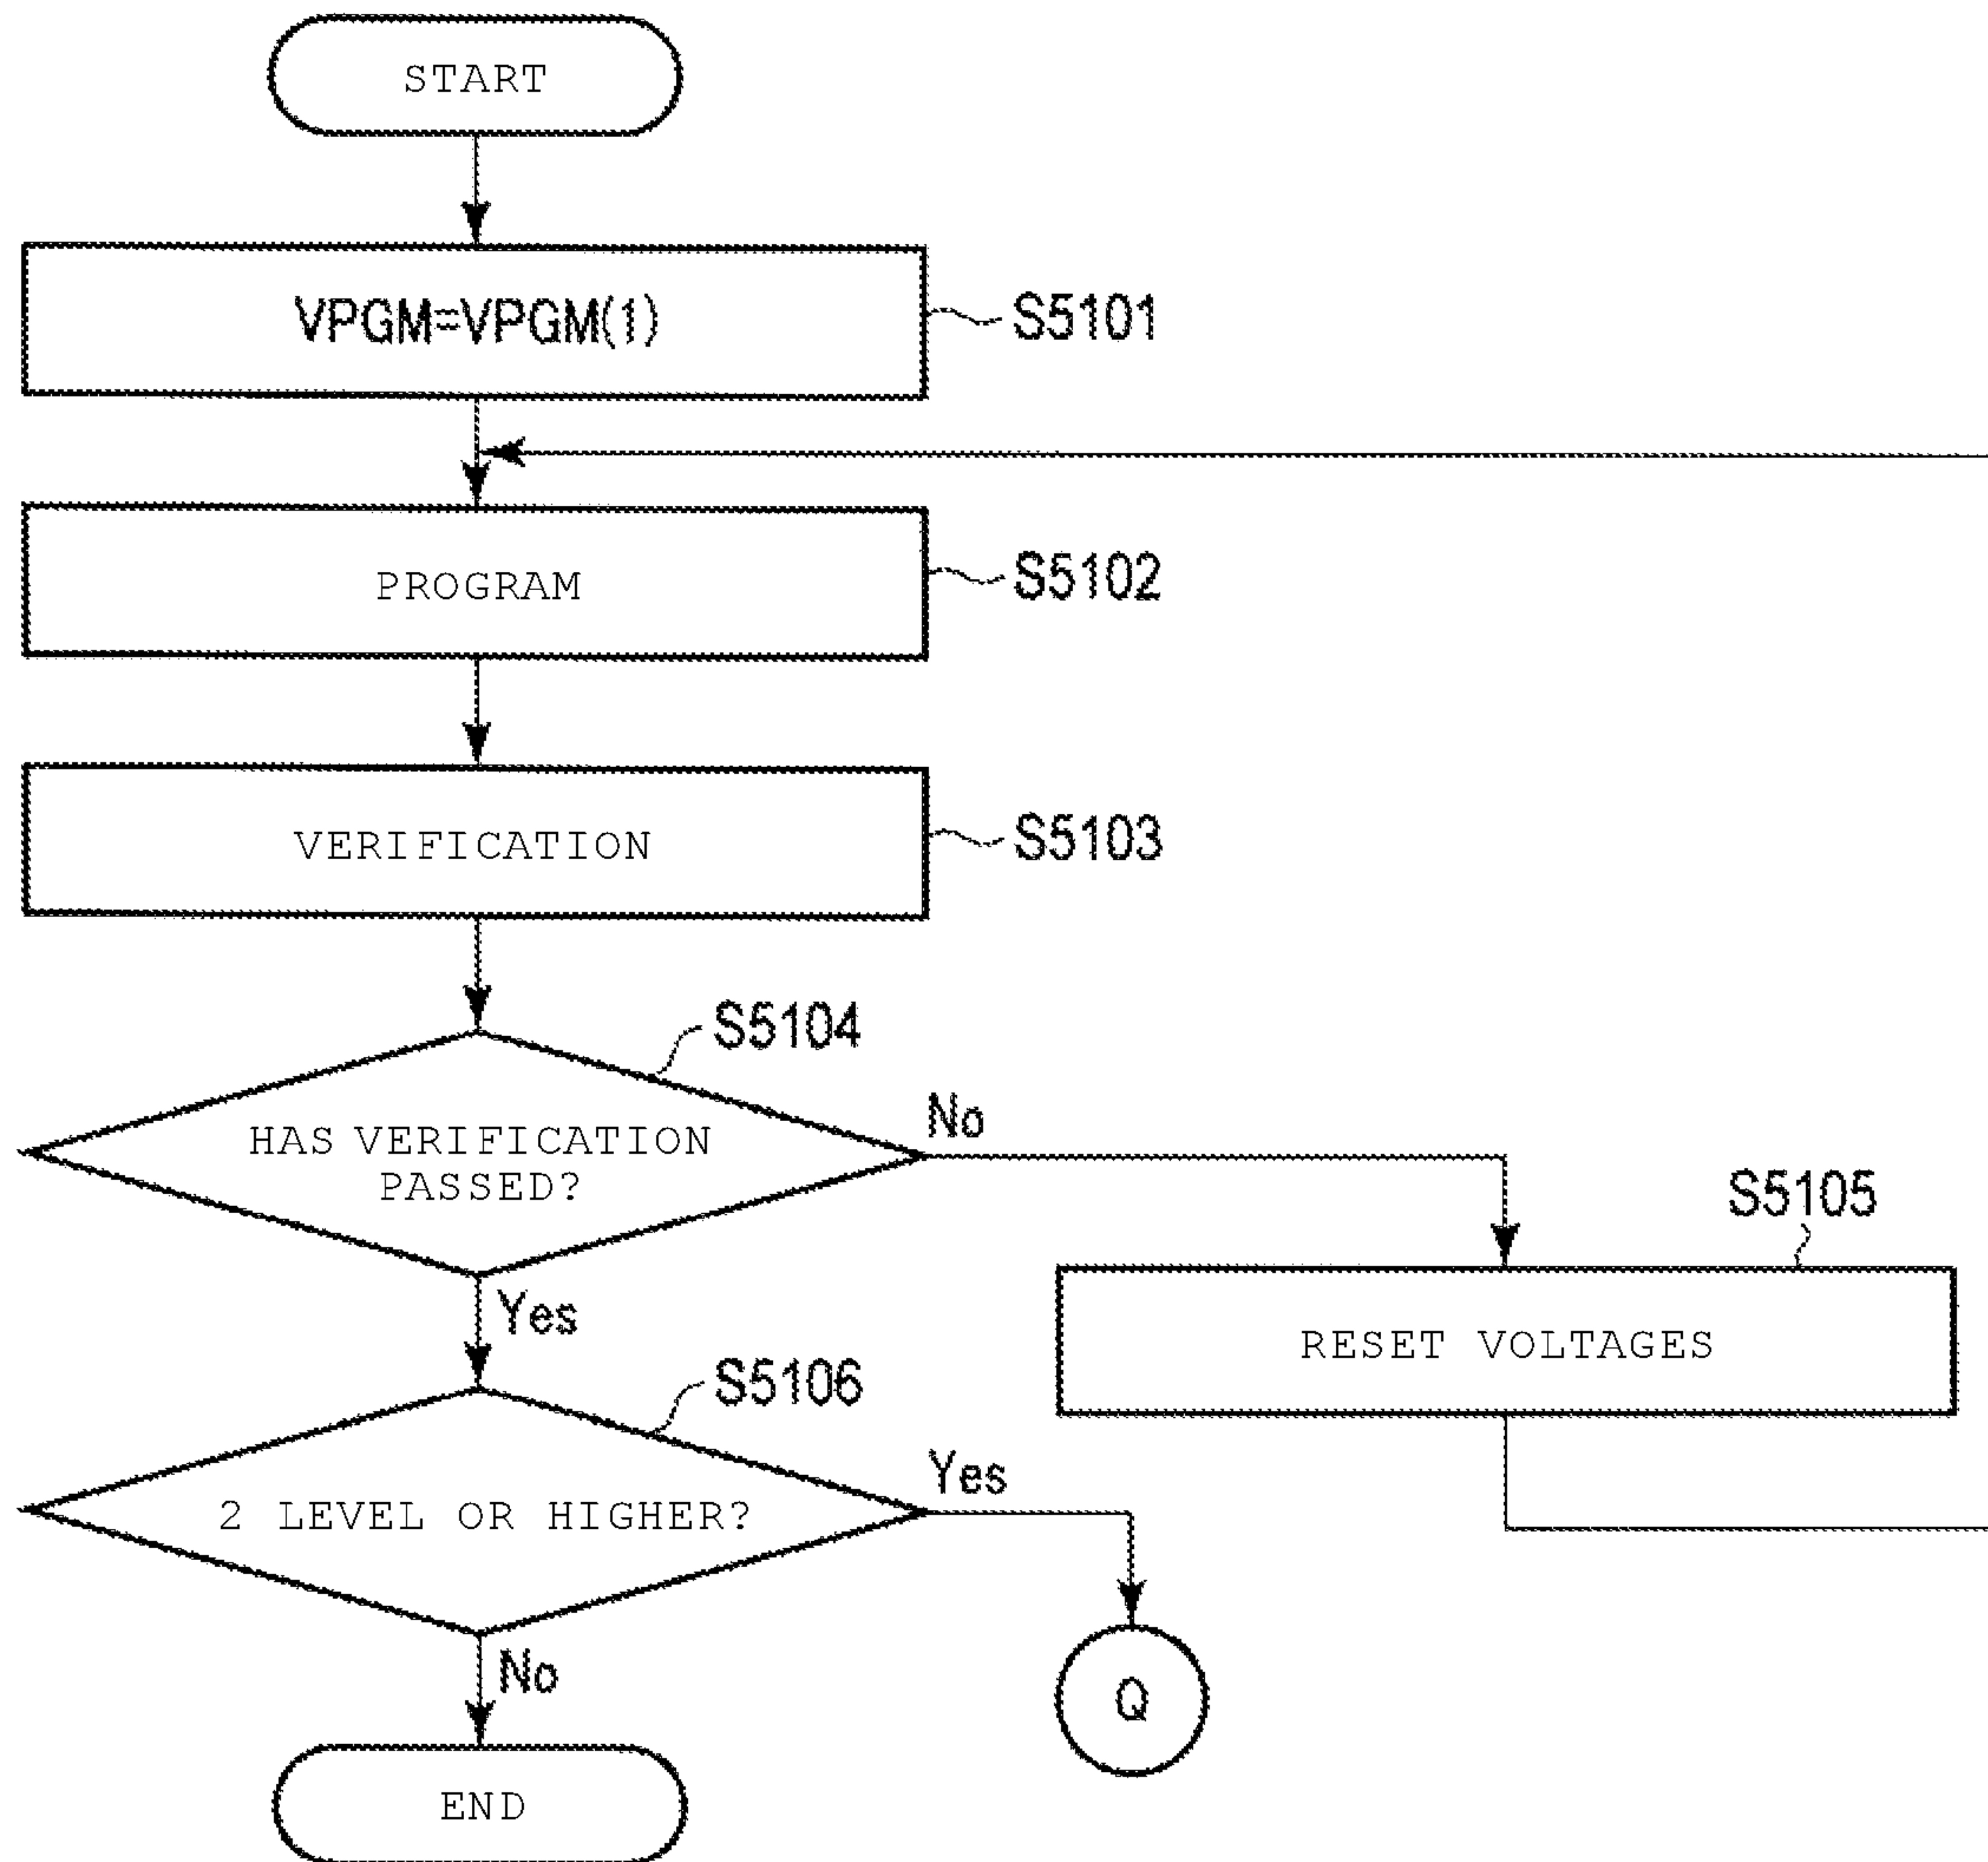 START
VPGM=VPGM(1)
S5101
PROGRAM
S5102
VERIFICATION
S5103
S5104
HAS VERIFICATION
PASSED?
No
S5105
RESET VOLTAGES
Yes
S5106
2 LEVEL OR HIGHER?
Yes
Q
No
END